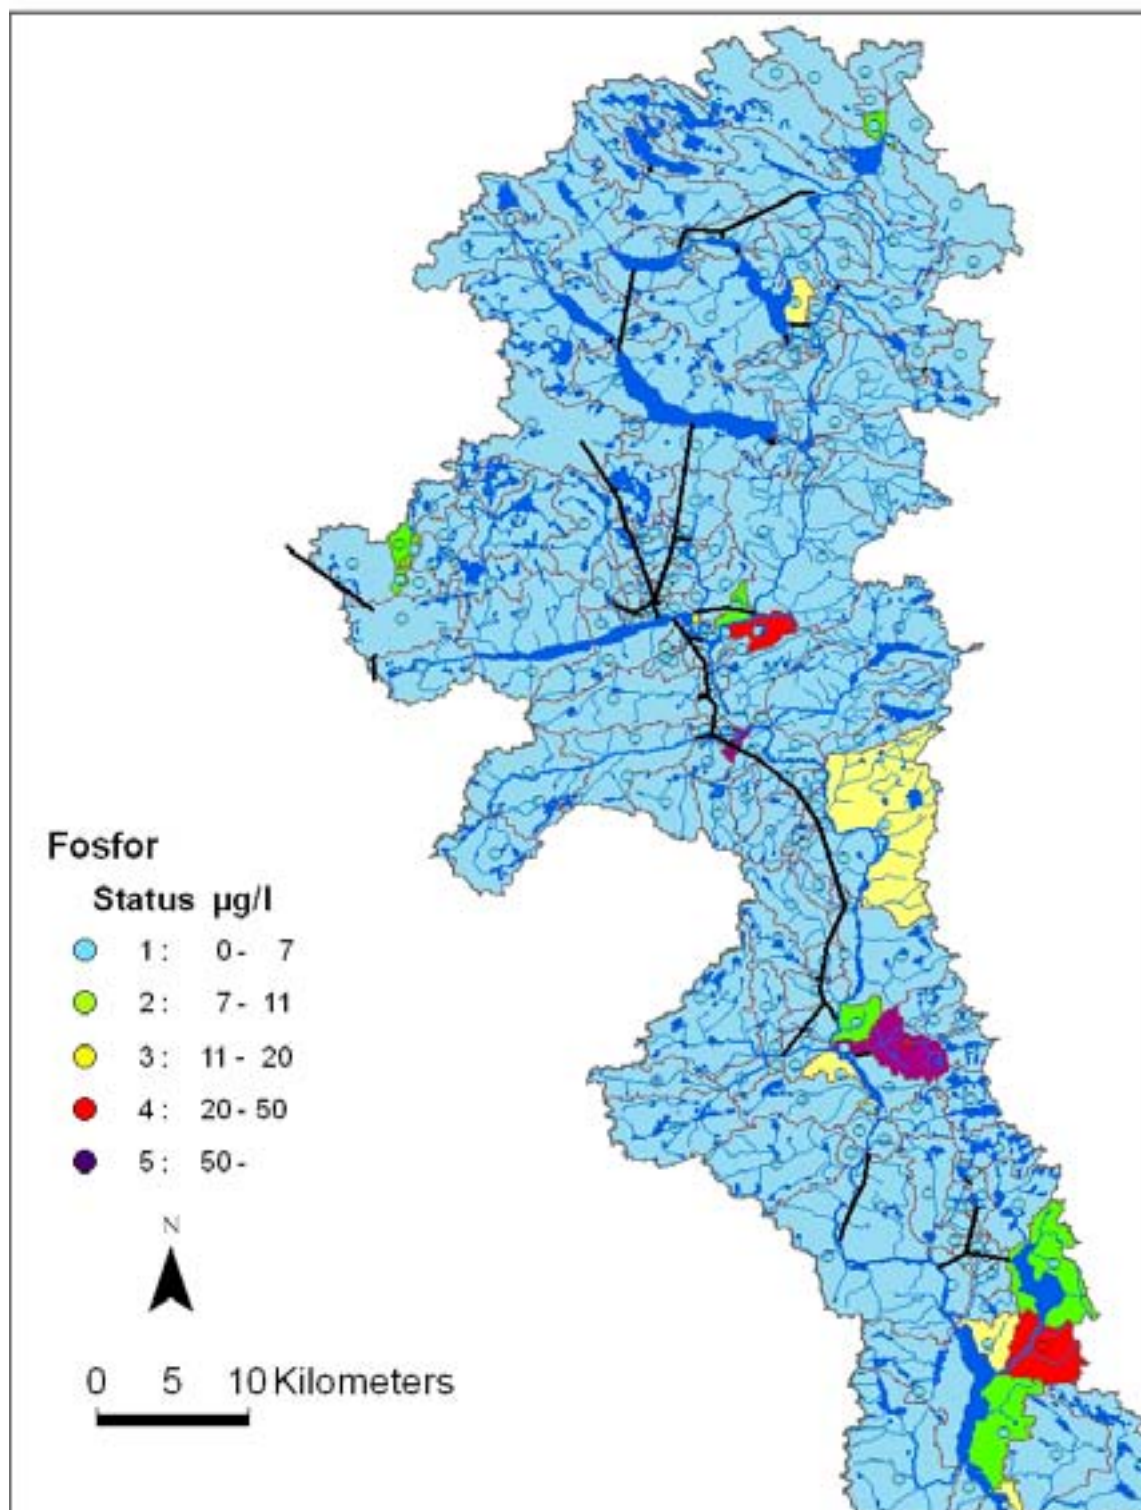 Fosfor
Status µg/l
1 : 0 - 7
2 : 7 - 11
3 : 11 - 20
4 : 20 - 50
5 : 50 -
N
0 5 10 Kilometers